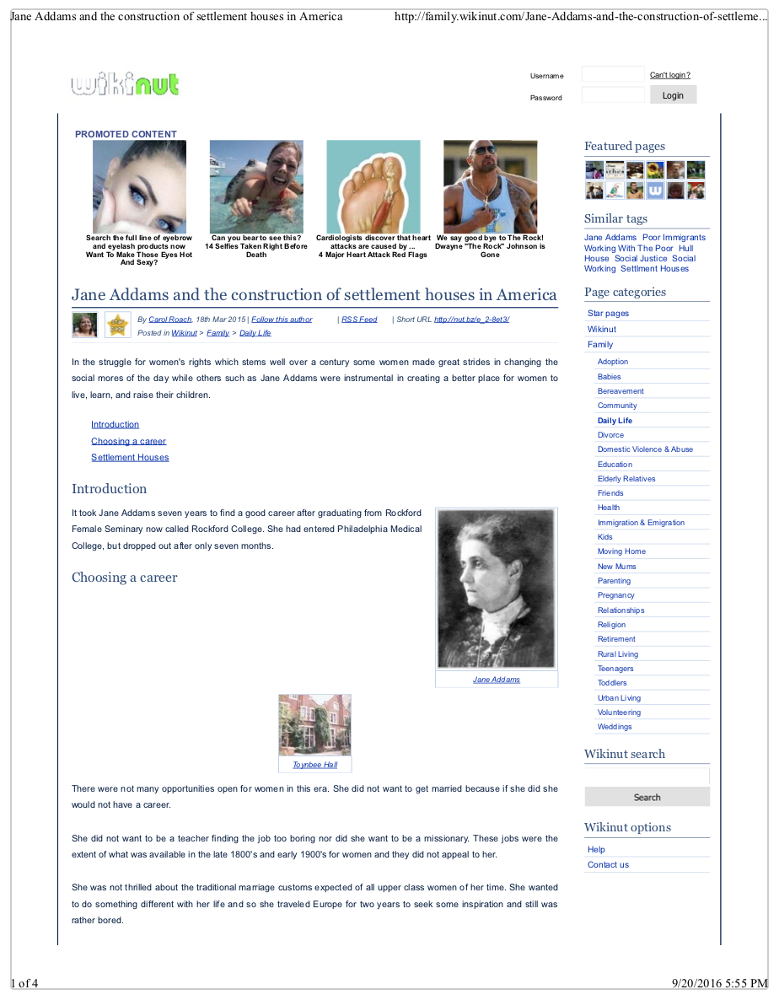 Jane Addams and the construction of settlement houses in America
http://family.wikinut.com/Jane-Addams-and-the-construction-of-settleme...
wikinut
Username
Can't login?
Password
Login
PROMOTED CONTENT
Search the full line of eyebrow
and eyelash products now
Want To Make Those Eyes Hot
And Sexy?
Can you bear to see this?
14 Selfies Taken Right Before
Death
Cardiologists discover that heart
attacks are caused by ...
4 Major Heart Attack Red Flags
We say good bye to The Rock!
Dwayne "The Rock" Johnson is
Gone
Jane Addams and the construction of settlement houses in America
By Carol Roach, 18th Mar 2015 | Follow this author | RSS Feed | Short URL http://nut.bz/e_2-8et3/
Posted in Wikinut > Family > Daily Life
In the struggle for women's rights which stems well over a century some women made great strides in changing the
social mores of the day while others such as Jane Addams were instrumental in creating a better place for women to
live, learn, and raise their children.
Introduction
Choosing a career
Settlement Houses
Introduction
It took Jane Addams seven years to find a good career after graduating from Rockford
Female Seminary now called Rockford College. She had entered Philadelphia Medical
College, but dropped out after only seven months.
Choosing a career
Jane Addams
Toynbee Hall
There were not many opportunities open for women in this era. She did not want to get married because if she did she
would not have a career.
She did not want to be a teacher finding the job too boring nor did she want to be a missionary. These jobs were the
extent of what was available in the late 1800's and early 1900's for women and they did not appeal to her.
She was not thrilled about the traditional marriage customs expected of all upper class women of her time. She wanted
to do something different with her life and so she traveled Europe for two years to seek some inspiration and still was
rather bored.
Featured pages
Similar tags
Jane Addams Poor Immigrants
Working With The Poor Hull
House Social Justice Social
Working Settlment Houses
Page categories
Star pages
Wikinut
Family
Adoption
Babies
Bereavement
Community
Daily Life
Divorce
Domestic Violence & Abuse
Education
Elderly Relatives
Friends
Health
Immigration & Emigration
Kids
Moving Home
New Mums
Parenting
Pregnancy
Relationships
Religion
Retirement
Rural Living
Teenagers
Toddlers
Urban Living
Volunteering
Weddings
Wikinut search
Search
Wikinut options
Help
Contact us
1 of 4
9/20/2016 5:55 PM